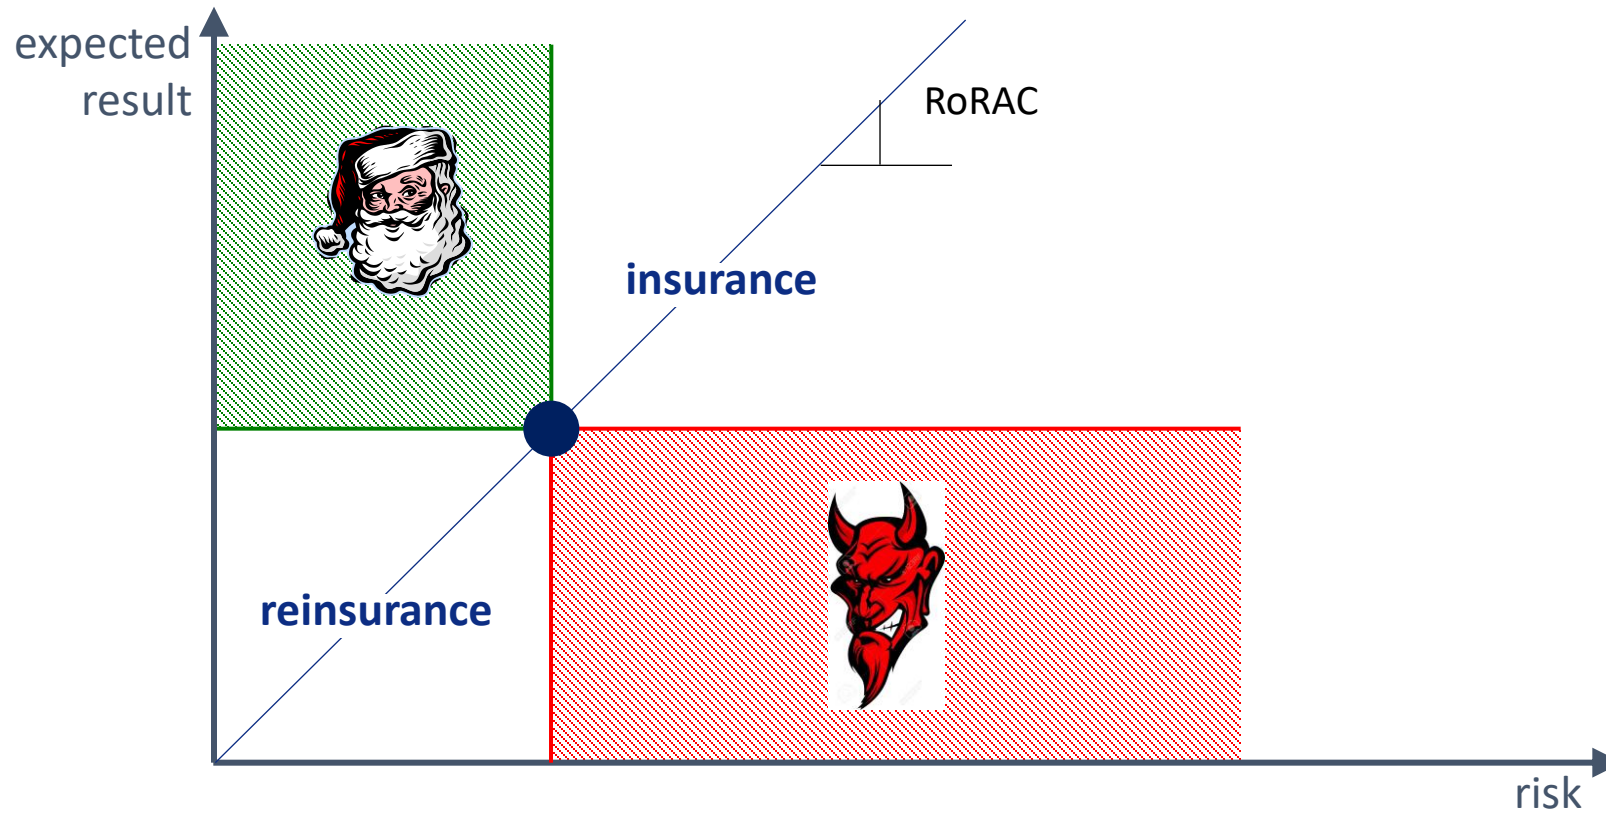 expected
result
RoRAC
insurance
reinsurance
risk